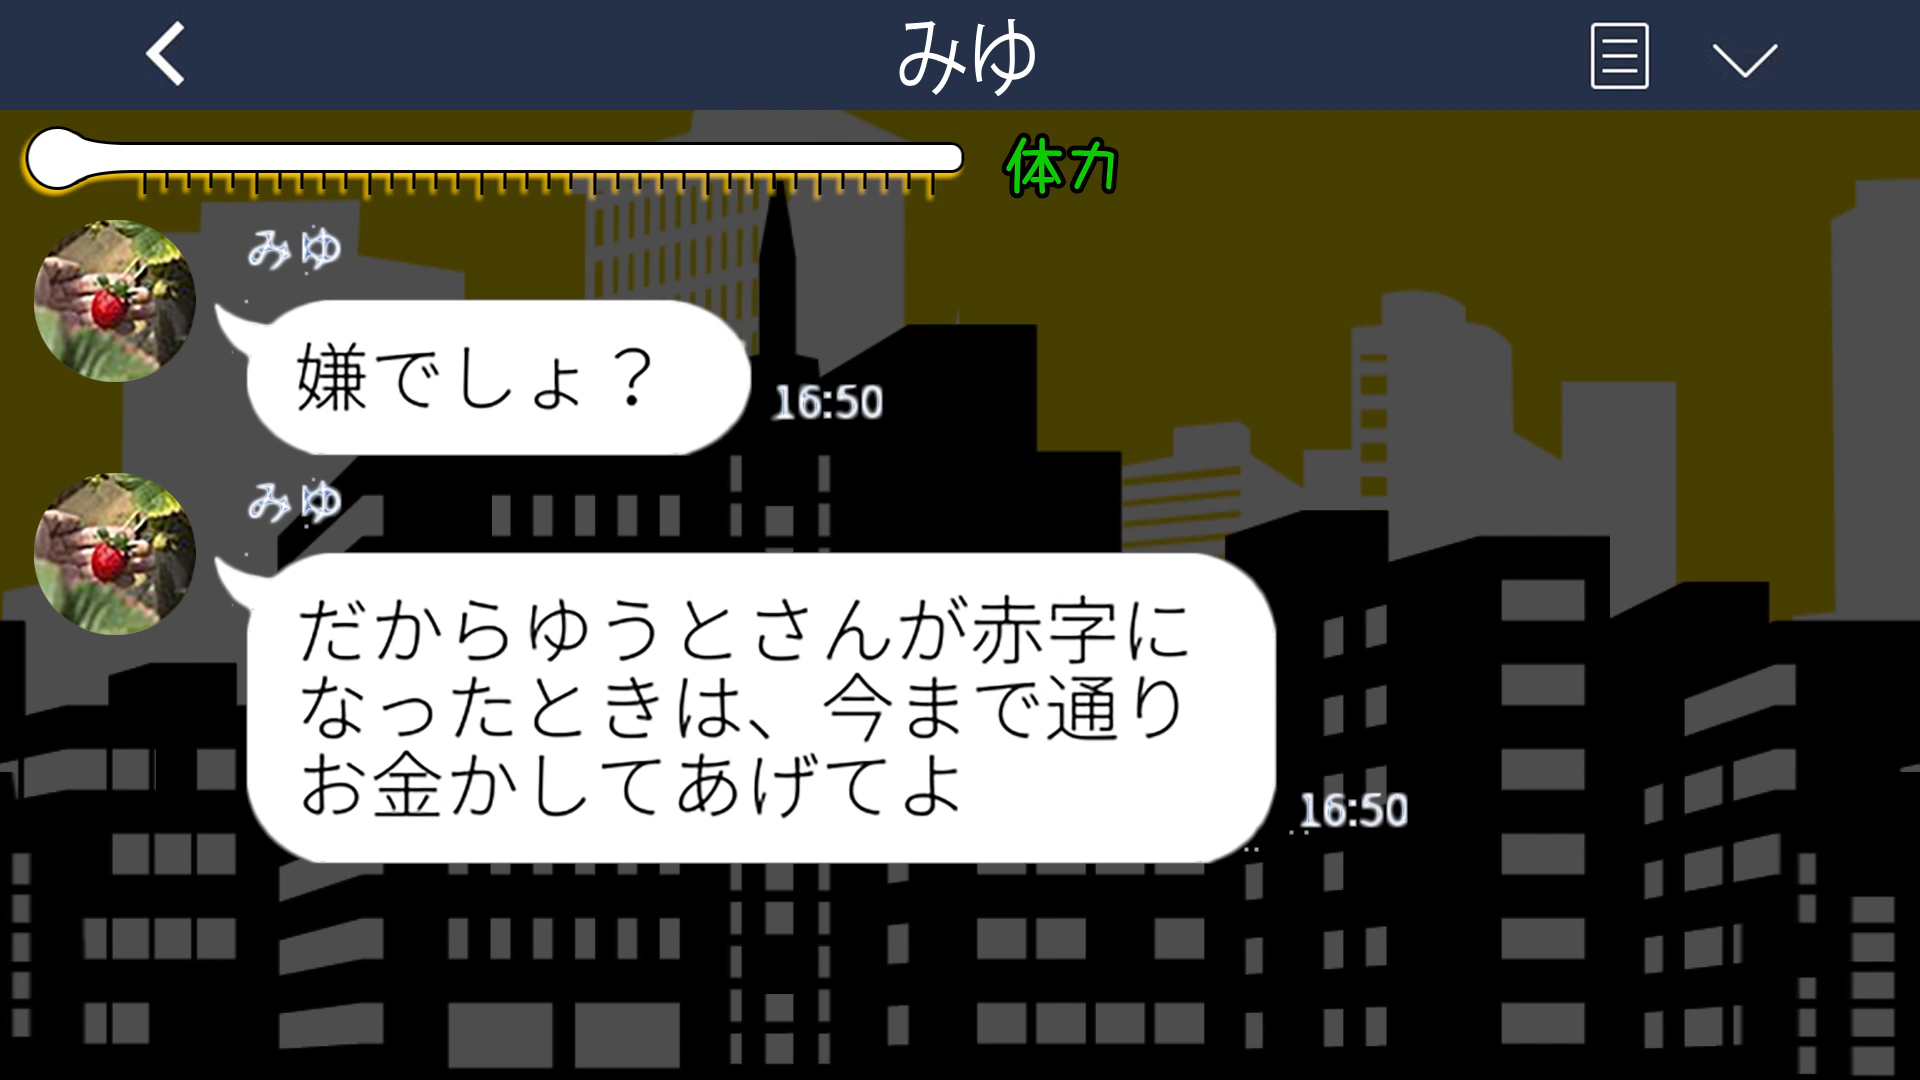 みゆ
体力
みゆ
嫌でしょ？
16:50
みゆ
だからゆうとさんが赤字に
なったときは、今まで通り
お金かしてあげてよ
16:50